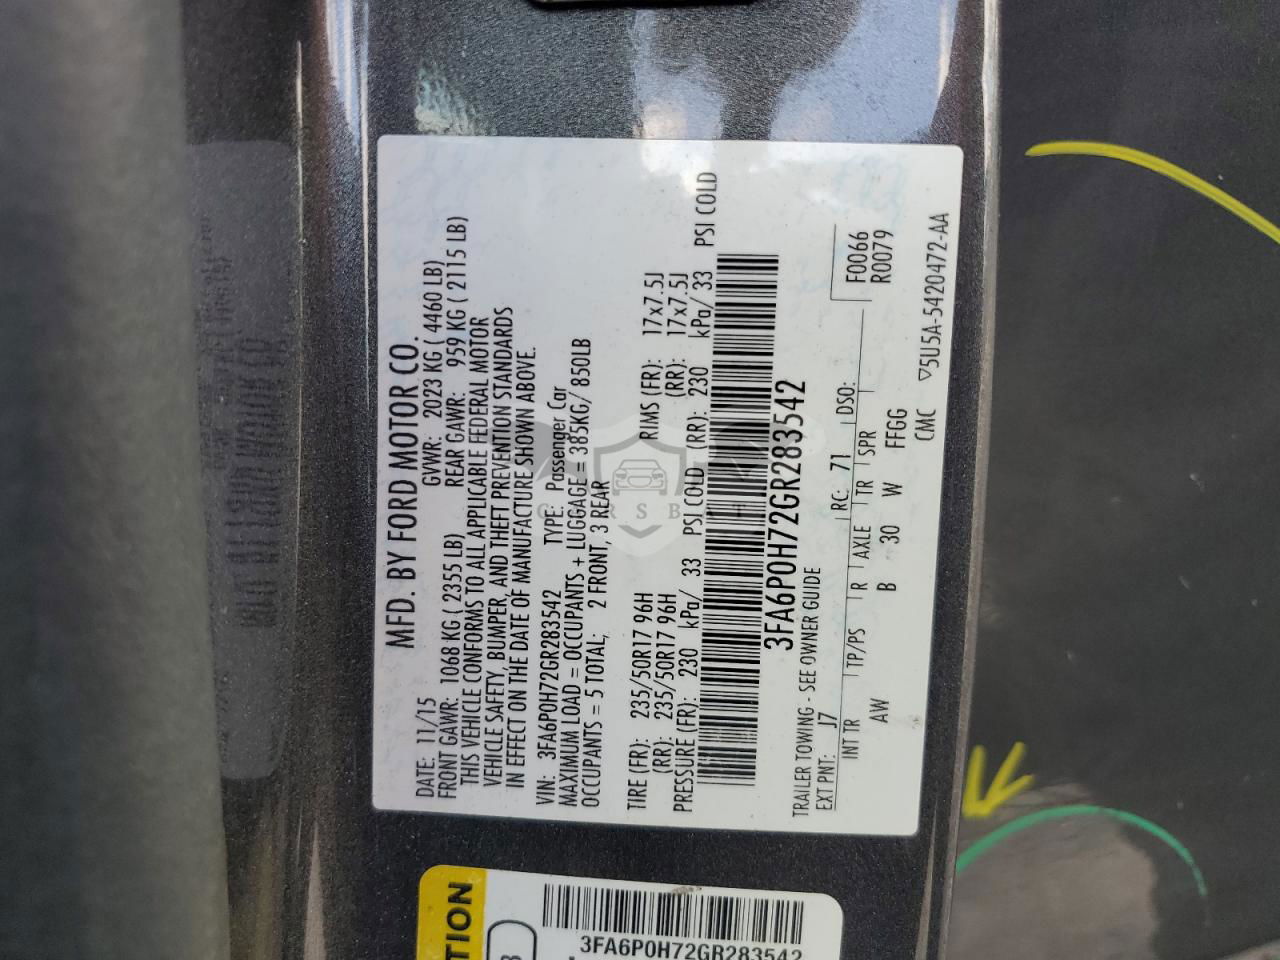 MFD. BY FORD MOTOR CO.
DATE: 11/15 GVWR: 2023 KG ( 4460 LB)
FRONT GAWR: 1068 KG ( 2355 LB) REAR GAWR: 959 KG ( 2115 LB)
THIS VEHICLE CONFORMS TO ALL APPLICABLE FEDERAL MOTOR
VEHICLE SAFETY, BUMPER, AND THEFT PREVENTION STANDARDS
IN EFFECT ON THE DATE OF MANUFACTURE SHOWN ABOVE.
VIN: 3FA6P0H72GR283542 TYPE: Passenger Car
MAXIMUM LOAD = OCCUPANTS + LUGGAGE = 385KG/ 850LB
OCCUPANTS = 5 TOTAL; 2 FRONT, 3 REAR
TIRE (FR): 235/50R17 96H RIMS (FR): 17x7.5J
(RR): 235/50R17 96H (RR): 17x7.5J
PRESSURE (FR): 230 kPa/ 33 PSI COLD (RR): 230 kPa/ 33 PSI COLD
3FA6P0H72GR283542
TRAILER TOWING - SEE OWNER GUIDE
EXT PNT: J7 RC: 71 DSO:
F0066
R0079
INT TR TP/PS R AXLE TR SPR
AW B 30 W FFGG
CMC ▽5U5A-5420472-AA
TION
3FA6P0H72GR283542